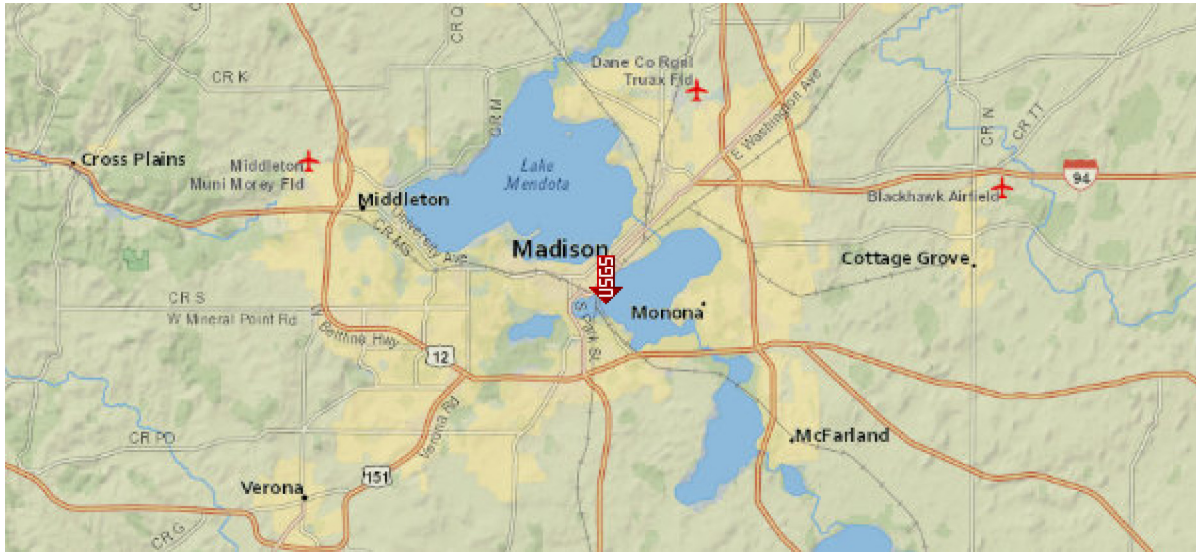 CR Q
Dane Co Rgnl
Truax Fld
CR K
CR M
E Washington Ave
CR N
CR TT
Cross Plains
Middleton
Muni Morey Fld
Lake
Mendota
94
Blackhawk Airfield
Middleton
University Ave
CR MS
Madison
USGS
Cottage Grove
CR S
W Mineral Point Rd
N
Beltline Hwy
S Park St
Monona
12
Verona Rd
CR PD
McFarland
151
Verona
CR G